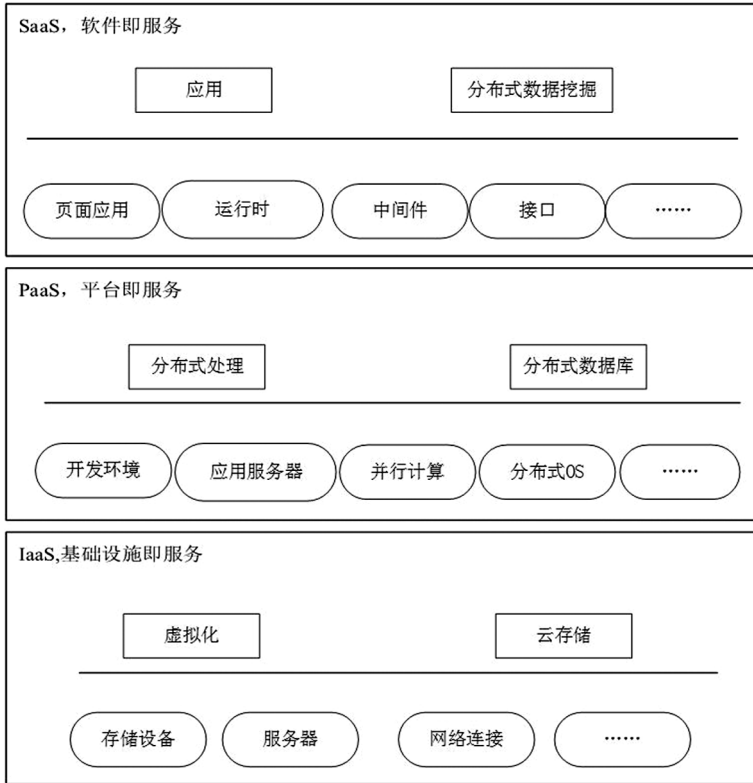 SaaS，软件即服务
应用 分布式数据挖掘
页面应用 运行时 中间件 接口 ……
PaaS，平台即服务
分布式处理 分布式数据库
开发环境 应用服务器 并行计算 分布式OS ……
IaaS,基础设施即服务
虚拟化 云存储
存储设备 服务器 网络连接 ……